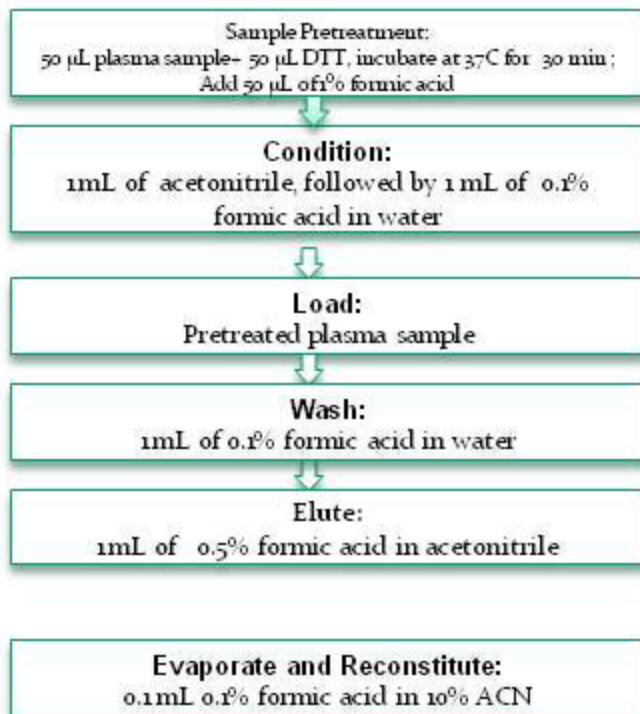 Sample Pretreatment:
50 µL plasma sample+ 50 µL DTT, incubate at 37C for 30 min;
Add 50 µL of1% formic acid
Condition:
1mL of acetonitrile, followed by 1 mL of 0.1%
formic acid in water
Load:
Pretreated plasma sample
Wash:
1mL of 0.1% formic acid in water
Elute:
1mL of 0.5% formic acid in acetonitrile
Evaporate and Reconstitute:
0.1mL 0.1% formic acid in 10% ACN